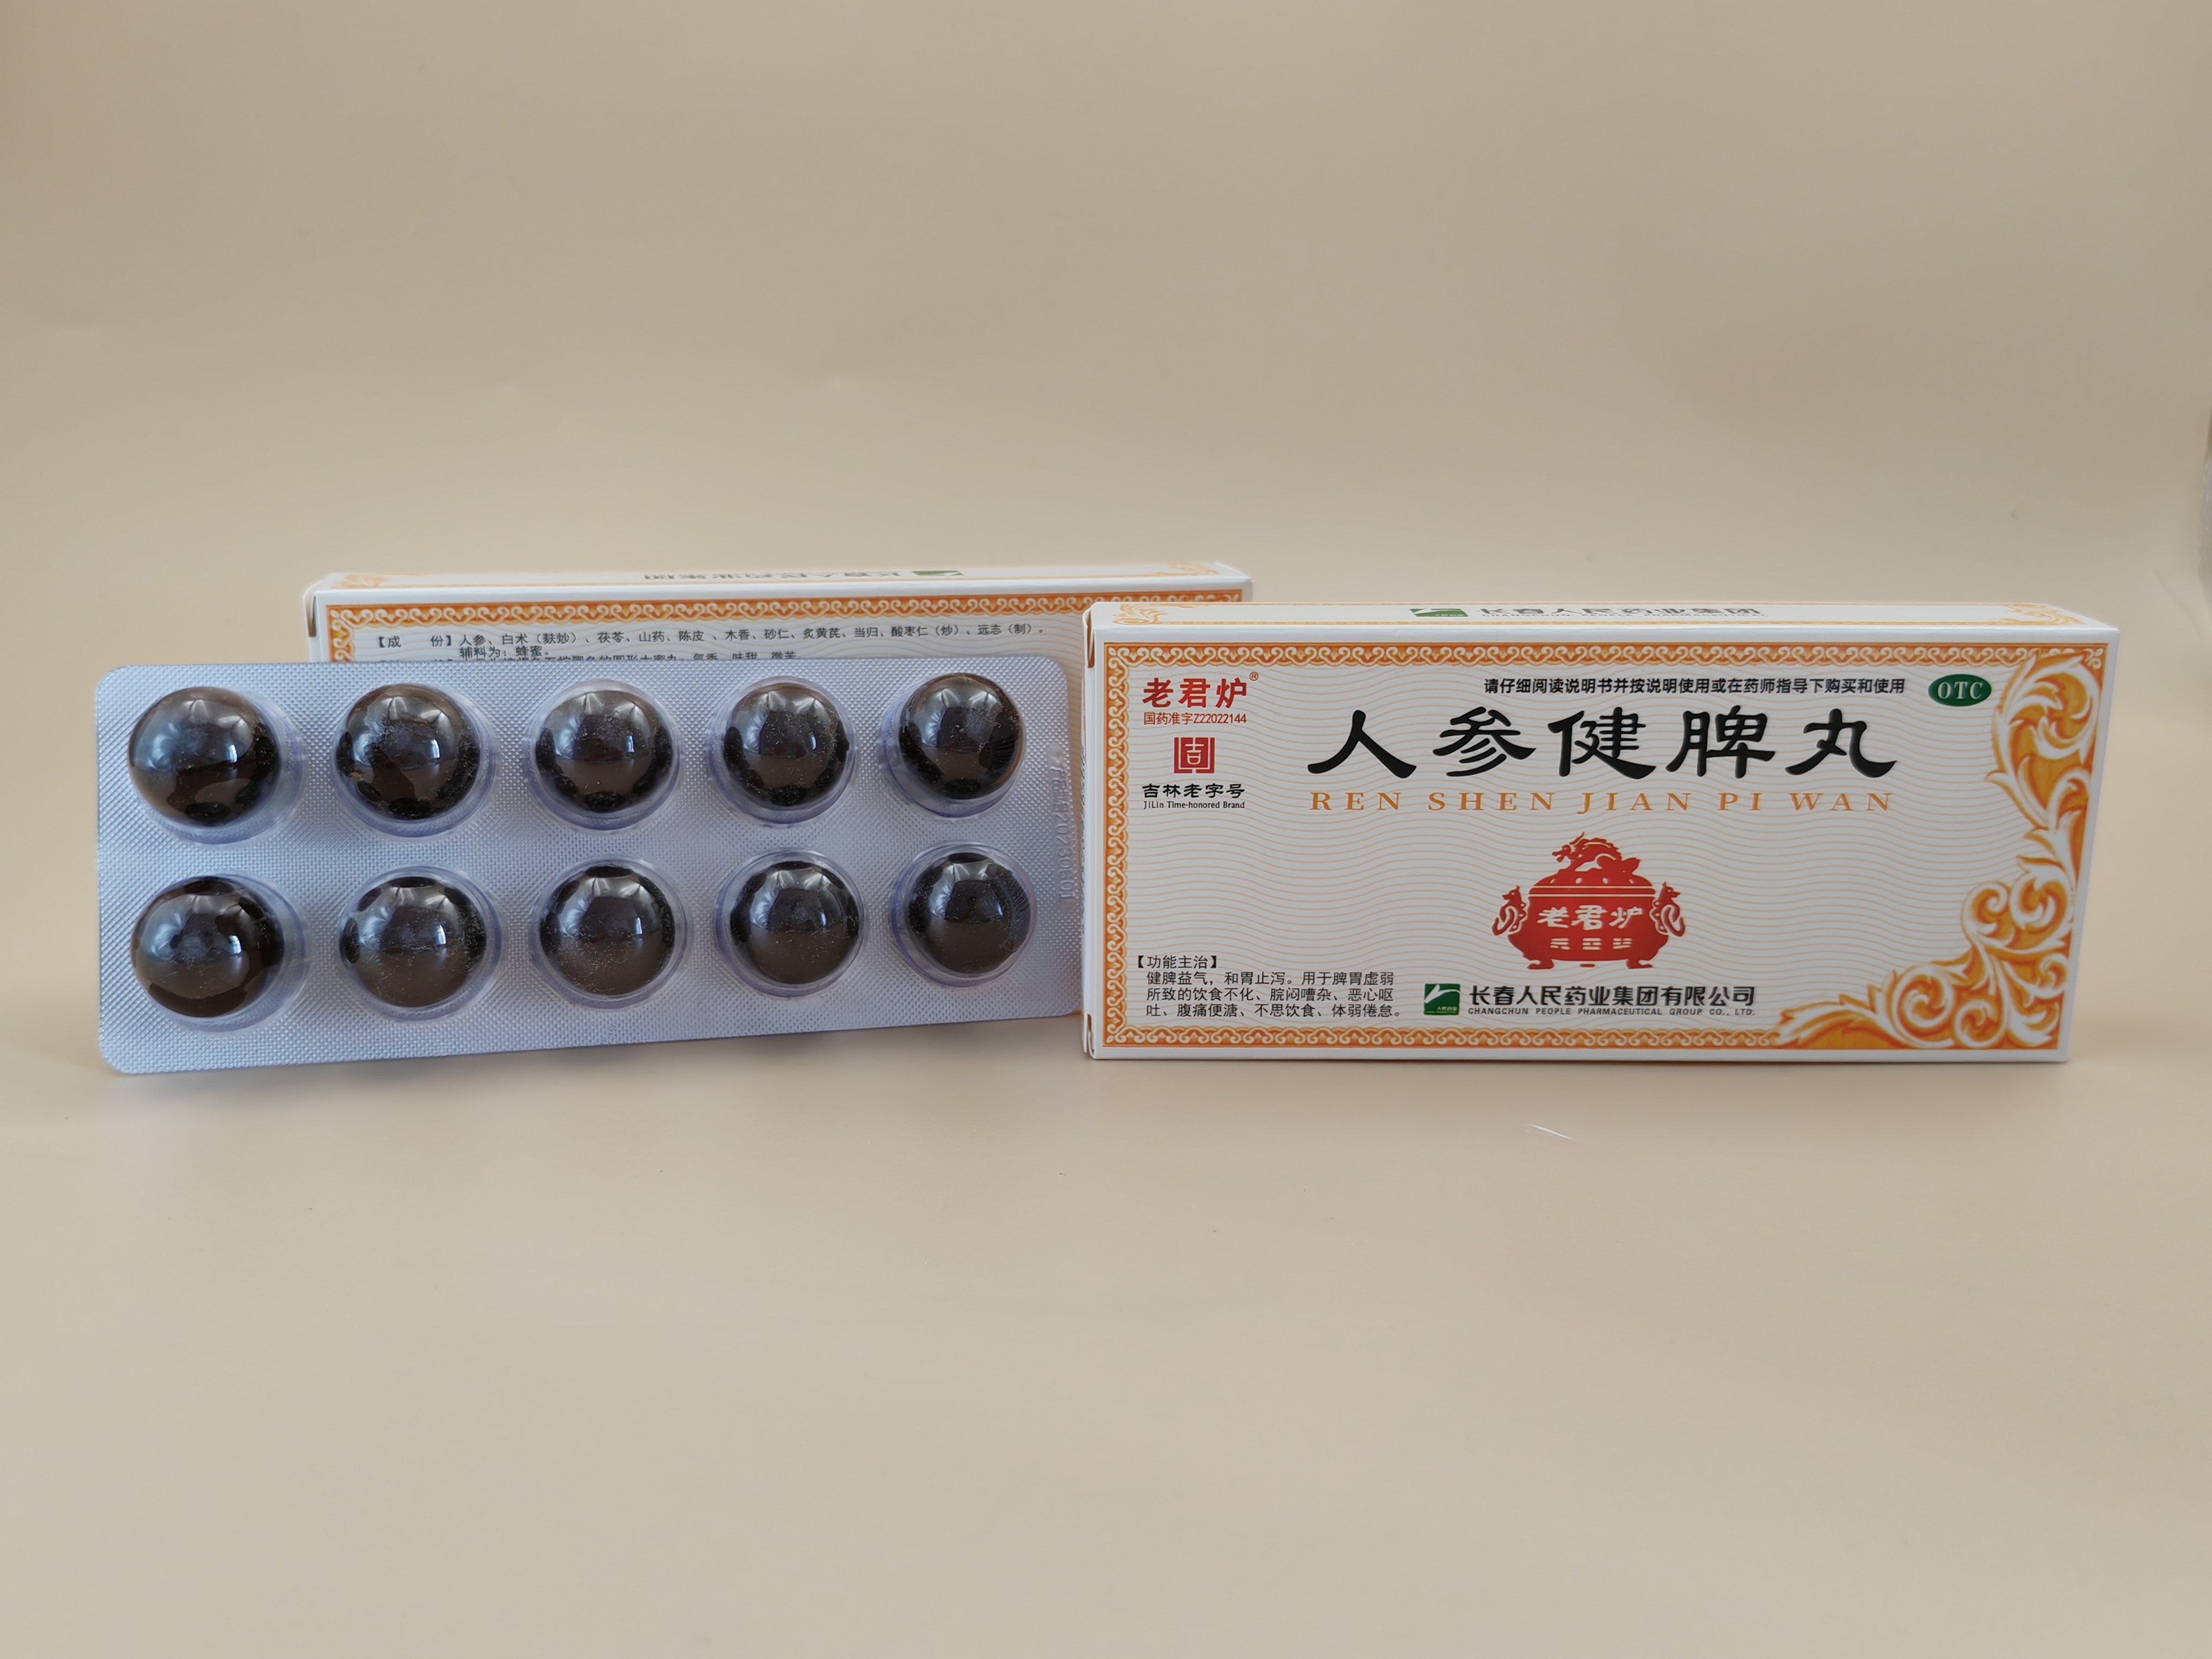 【成 份】人参、白术(麸炒)、茯苓、山药、陈皮、木香、砂仁、炙黄芪、当归、酸枣仁(炒)、远志(制)。
辅料为：蜂蜜。
长春人民药业集团
老君炉®
国药准字Z22022144
吉林老字号
JiLin Time-honored Brand
请仔细阅读说明书并按说明使用或在药师指导下购买和使用
OTC
人参健脾丸
REN SHEN JIAN PI WAN
老君炉
【功能主治】
健脾益气，和胃止泻。用于脾胃虚弱
所致的饮食不化、脘闷嘈杂、恶心呕
吐、腹痛便溏、不思饮食、体弱倦怠。
长春人民药业集团有限公司
CHANGCHUN PEOPLE PHARMACEUTICAL GROUP CO., LTD.